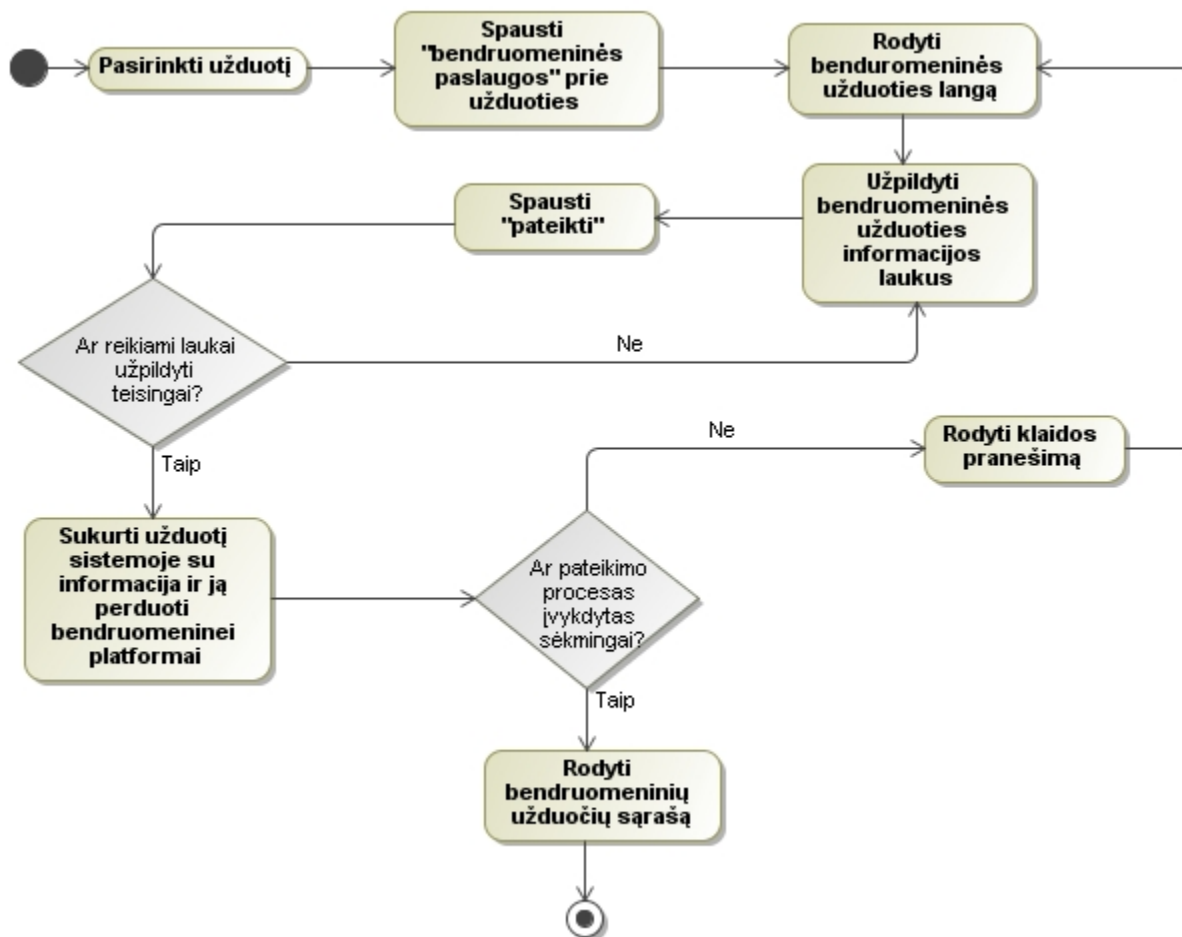 Pasirinkti užduotį
Spausti
"bendruomeninės
paslaugos" prie
užduoties
Rodyti
benduromeninės
užduoties langą
Užpildyti
bendruomeninės
užduoties
informacijos
laukus
Spausti
"pateikti"
Ar reikiami laukai
užpildyti
teisingai?
Ne
Taip
Sukurti užduotį
sistemoje su
informacija ir ją
perduoti
bendruomeninei
platformai
Ar pateikimo
procesas
įvykdytas
sėkmingai?
Ne
Rodyti klaidos
pranešimą
Taip
Rodyti
bendruomeninių
užduočių sąrašą